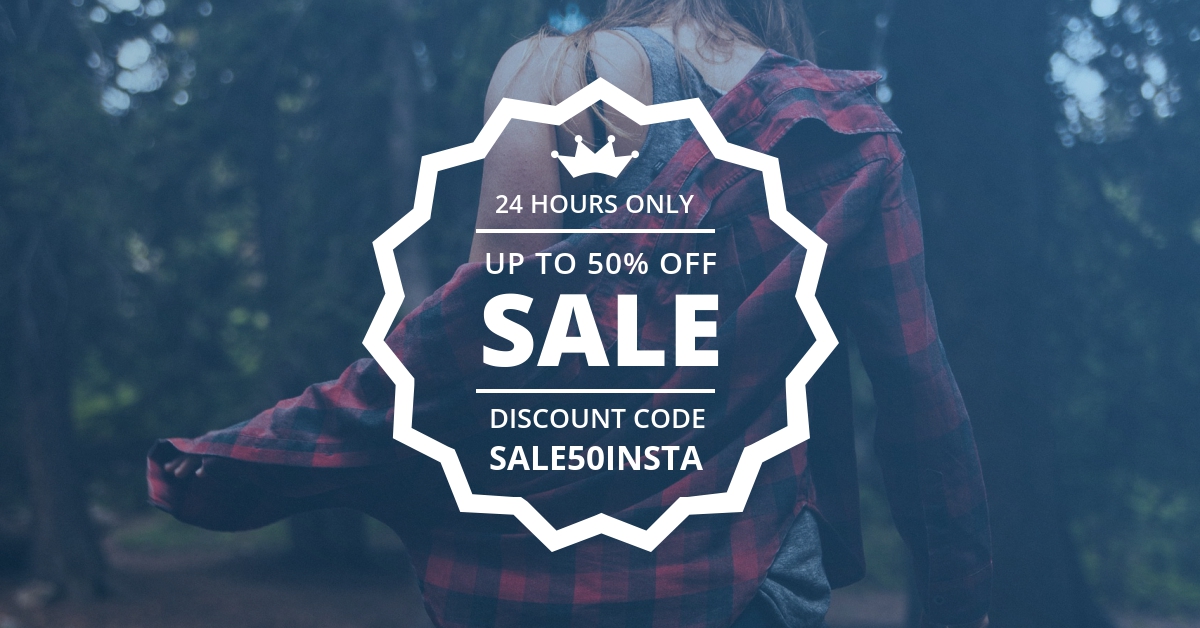 24 HOURS ONLY
UP TO 50% OFF
SALE
DISCOUNT CODE
SALE50INSTA